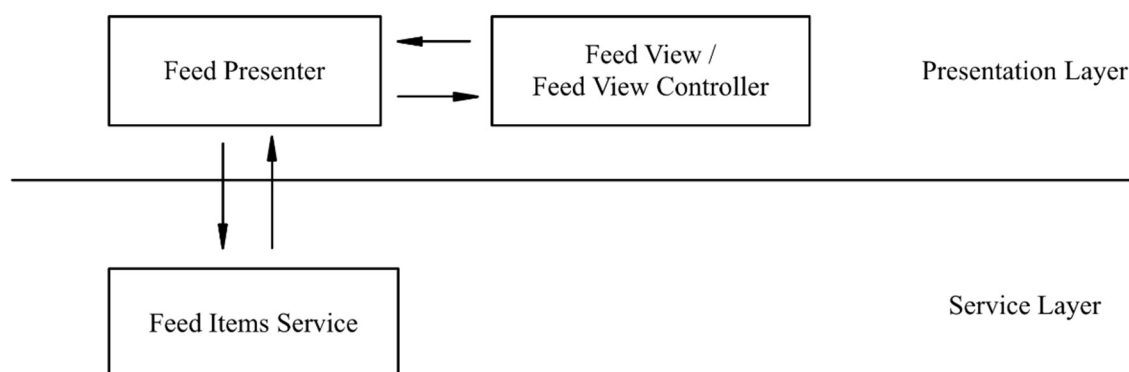 Feed Presenter
Feed View /
Feed View Controller
Presentation Layer
Feed Items Service
Service Layer